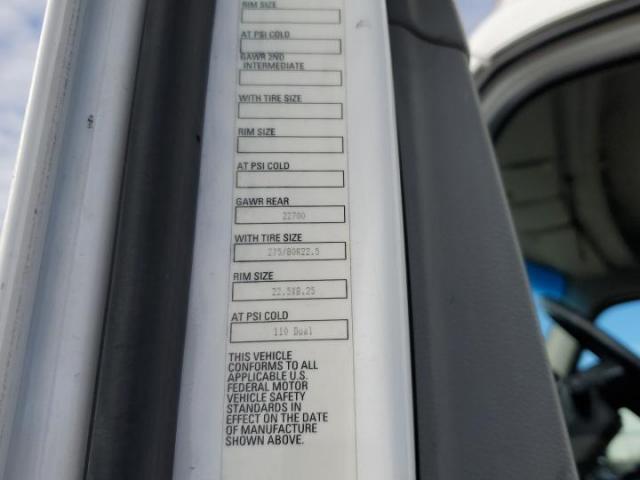 RIM SIZE
AT PSI COLD
GAWR 2ND
INTERMEDIATE
WITH TIRE SIZE
RIM SIZE
AT PSI COLD
GAWR REAR
22700
WITH TIRE SIZE
275/80R22.5
RIM SIZE
22.5X8.25
AT PSI COLD
110 Dual
THIS VEHICLE
CONFORMS TO ALL
APPLICABLE U.S.
FEDERAL MOTOR
VEHICLE SAFETY
STANDARDS IN
EFFECT ON THE DATE
OF MANUFACTURE
SHOWN ABOVE.